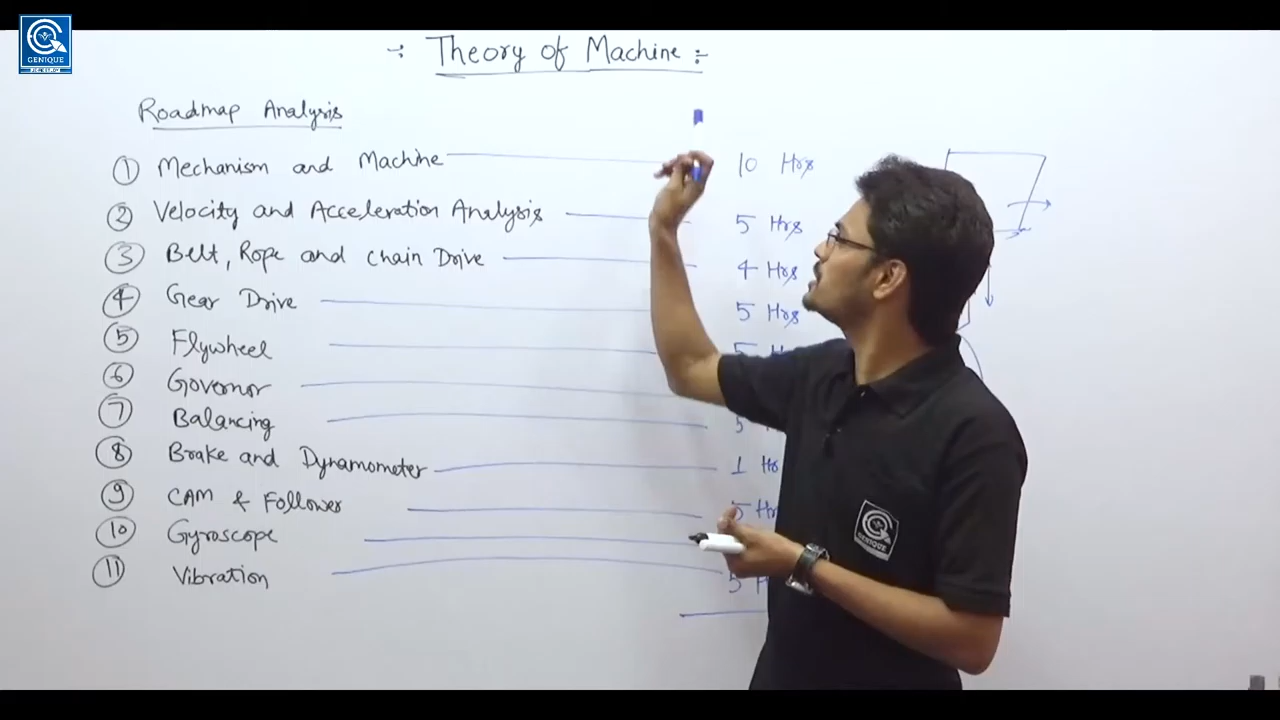 GENIQUE
-: Theory of Machine :-
Roadmap Analysis
① Mechanism and Machine 10 Hrs
② Velocity and Acceleration Analysis 5 Hrs
③ Belt, Rope and chain Drive 4 Hrs
④ Gear Drive 5 Hrs
⑤ Flywheel 5 H
⑥ Governor
⑦ Balancing 5
⑧ Brake and Dynamometer 1 Hr
⑨ CAM & Follower 5 Hr
⑩ Gyroscope
⑪ Vibration 5 H
GENIQUE